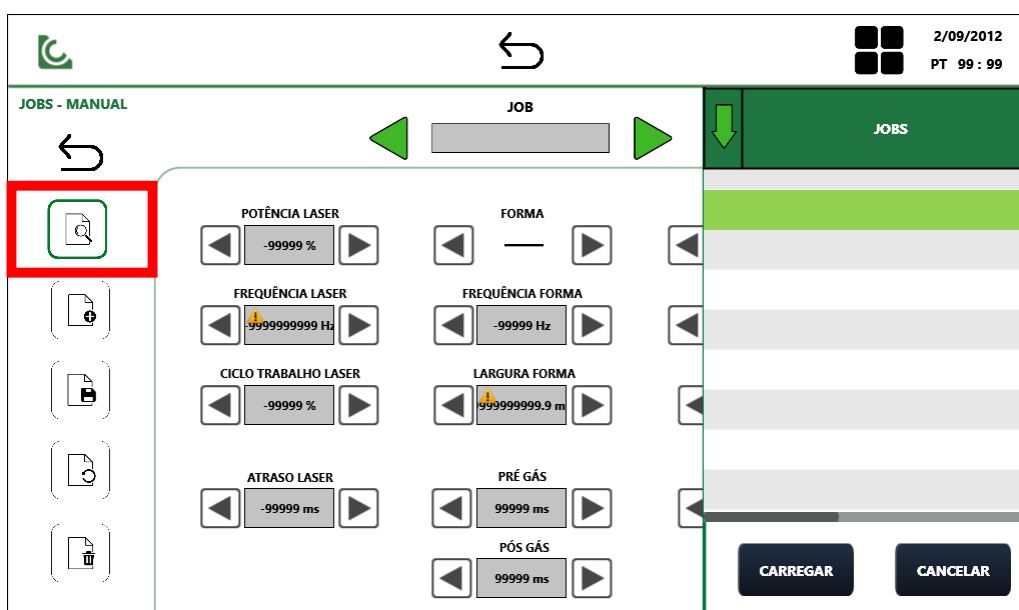 2/09/2012
PT 99 : 99
JOBS - MANUAL
JOB
JOBS
POTÊNCIA LASER
FORMA
-99999 %
FREQUÊNCIA LASER
FREQUÊNCIA FORMA
-9999999999 Hz
-99999 Hz
CICLO TRABALHO LASER
LARGURA FORMA
-99999 %
999999999.9 m
ATRASO LASER
PRÉ GÁS
-99999 ms
99999 ms
PÓS GÁS
99999 ms
CARREGAR
CANCELAR